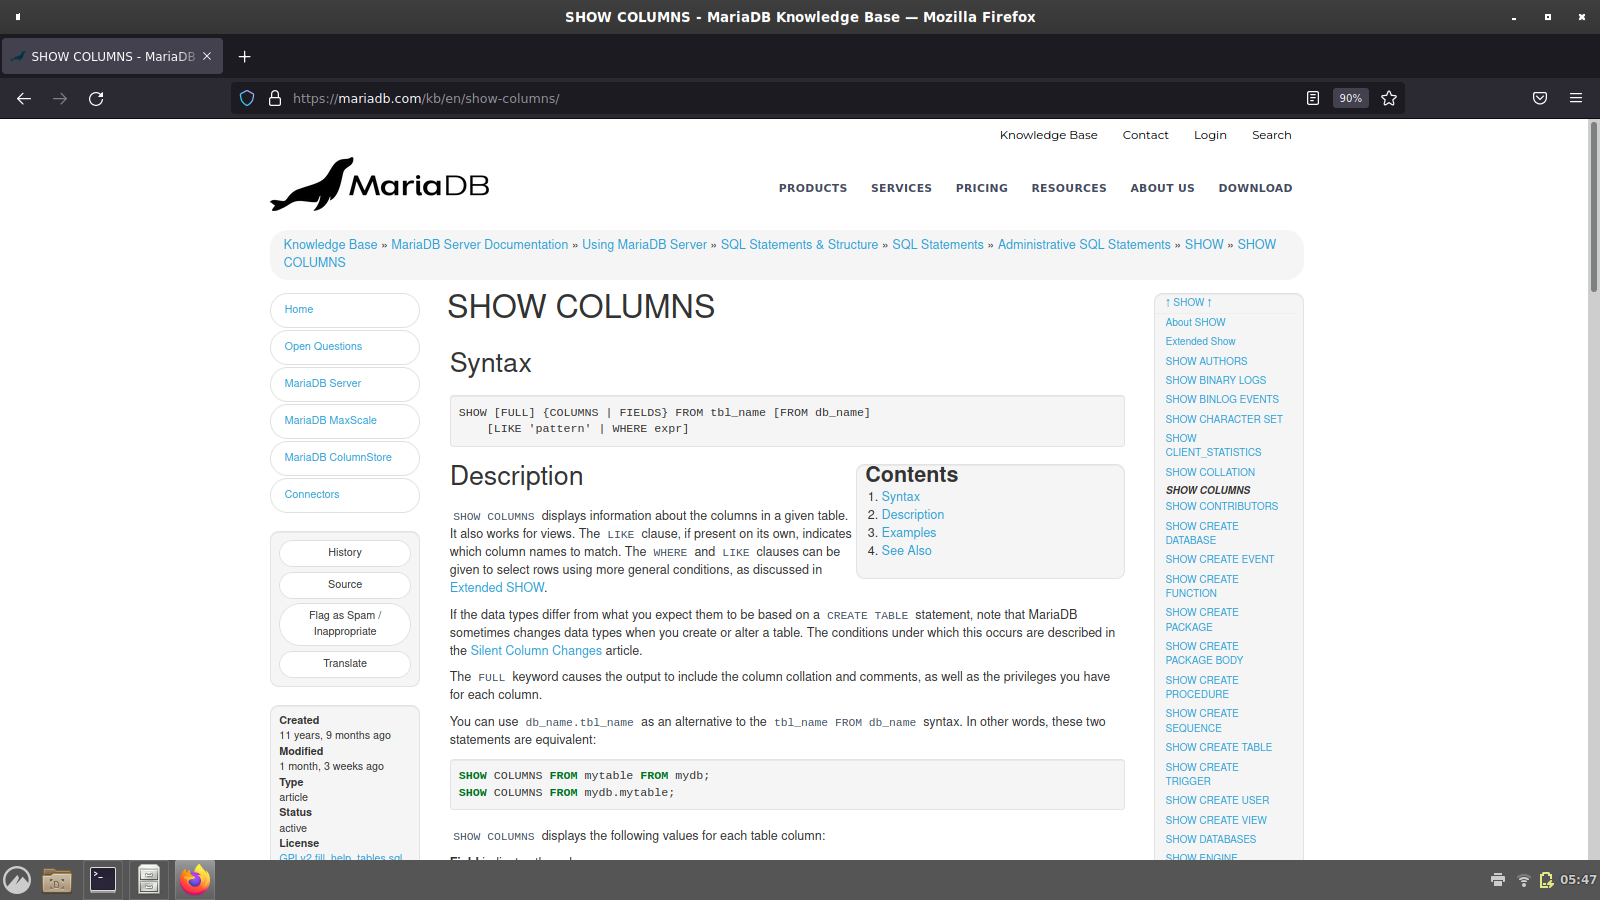 SHOW COLUMNS - MariaDB Knowledge Base — Mozilla Firefox
SHOW COLUMNS - MariaDB
https://mariadb.com/kb/en/show-columns/
90%
Knowledge Base Contact Login Search
MariaDB
PRODUCTS SERVICES PRICING RESOURCES ABOUT US DOWNLOAD
Knowledge Base » MariaDB Server Documentation » Using MariaDB Server » SQL Statements & Structure » SQL Statements » Administrative SQL Statements » SHOW » SHOW
COLUMNS
Home
Open Questions
MariaDB Server
MariaDB MaxScale
MariaDB ColumnStore
Connectors
History
Source
Flag as Spam /
Inappropriate
Translate
Created
11 years, 9 months ago
Modified
1 month, 3 weeks ago
Type
article
Status
active
License
GPLv2 fill_help_tables.sql
SHOW COLUMNS
Syntax
SHOW [FULL] {COLUMNS | FIELDS} FROM tbl_name [FROM db_name]
[LIKE 'pattern' | WHERE expr]
Description
SHOW COLUMNS displays information about the columns in a given table.
It also works for views. The LIKE clause, if present on its own, indicates
which column names to match. The WHERE and LIKE clauses can be
given to select rows using more general conditions, as discussed in
Extended SHOW.
Contents
1. Syntax
2. Description
3. Examples
4. See Also
If the data types differ from what you expect them to be based on a CREATE TABLE statement, note that MariaDB
sometimes changes data types when you create or alter a table. The conditions under which this occurs are described in
the Silent Column Changes article.
The FULL keyword causes the output to include the column collation and comments, as well as the privileges you have
for each column.
You can use db_name.tbl_name as an alternative to the tbl_name FROM db_name syntax. In other words, these two
statements are equivalent:
SHOW COLUMNS FROM mytable FROM mydb;
SHOW COLUMNS FROM mydb.mytable;
SHOW COLUMNS displays the following values for each table column:
↑ SHOW ↑
About SHOW
Extended Show
SHOW AUTHORS
SHOW BINARY LOGS
SHOW BINLOG EVENTS
SHOW CHARACTER SET
SHOW
CLIENT_STATISTICS
SHOW COLLATION
SHOW COLUMNS
SHOW CONTRIBUTORS
SHOW CREATE
DATABASE
SHOW CREATE EVENT
SHOW CREATE
FUNCTION
SHOW CREATE
PACKAGE
SHOW CREATE
PACKAGE BODY
SHOW CREATE
PROCEDURE
SHOW CREATE
SEQUENCE
SHOW CREATE TABLE
SHOW CREATE
TRIGGER
SHOW CREATE USER
SHOW CREATE VIEW
SHOW DATABASES
SHOW ENGINE
05:47